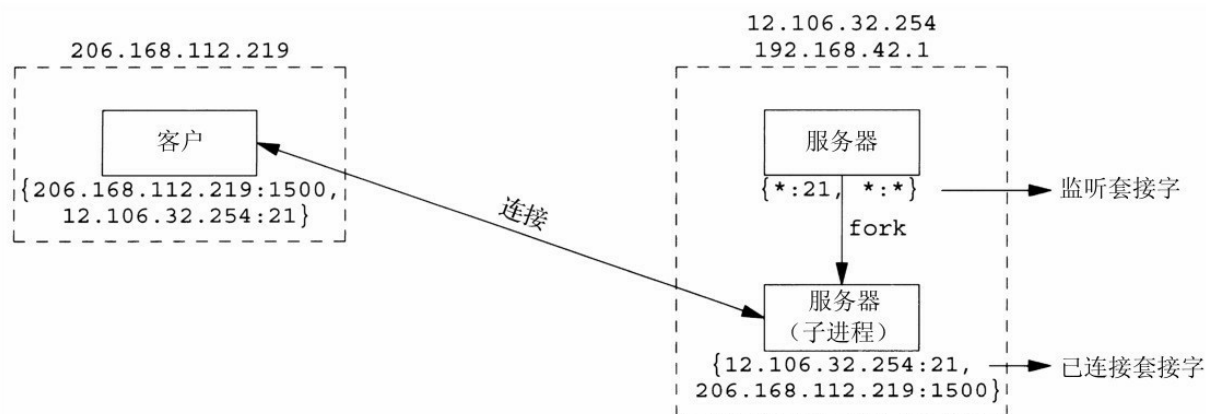 206.168.112.219
客户
{206.168.112.219:1500,
12.106.32.254:21}
连接
12.106.32.254
192.168.42.1
服务器
{*:21, *:*}
监听套接字
fork
服务器
（子进程）
{12.106.32.254:21,
206.168.112.219:1500}
已连接套接字